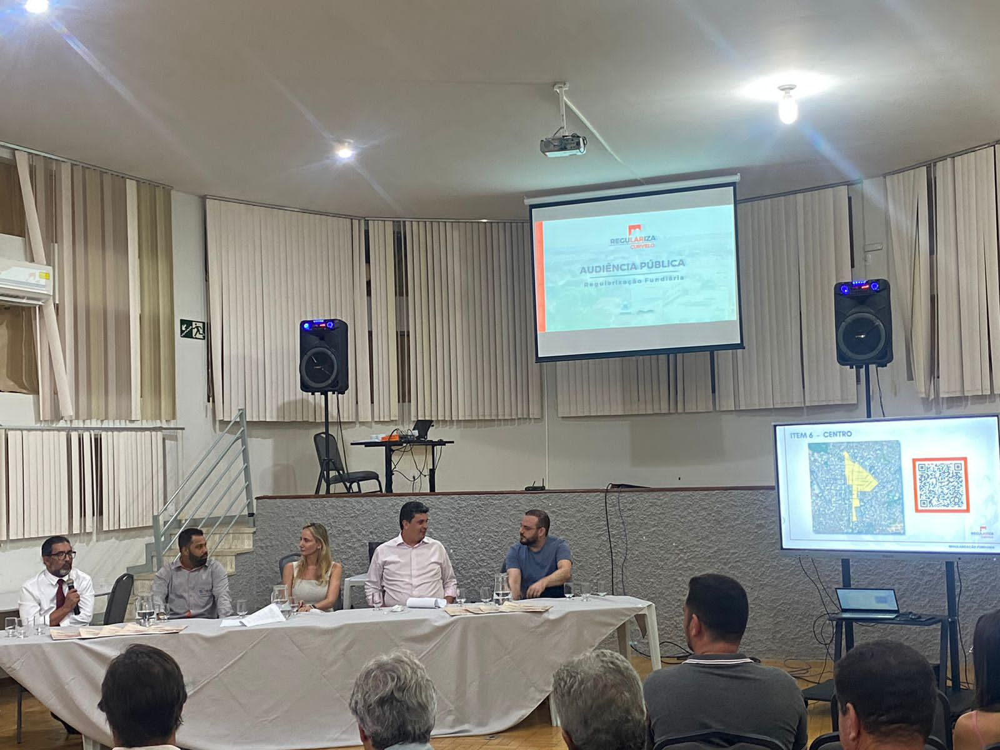 REGULARIZA
CURVELO
AUDIÊNCIA PÚBLICA
Regularização Fundiária
ITEM 6 - CENTRO
REGULARIZA
CURVELO
REGULARIZAÇÃO FUNDIÁRIA